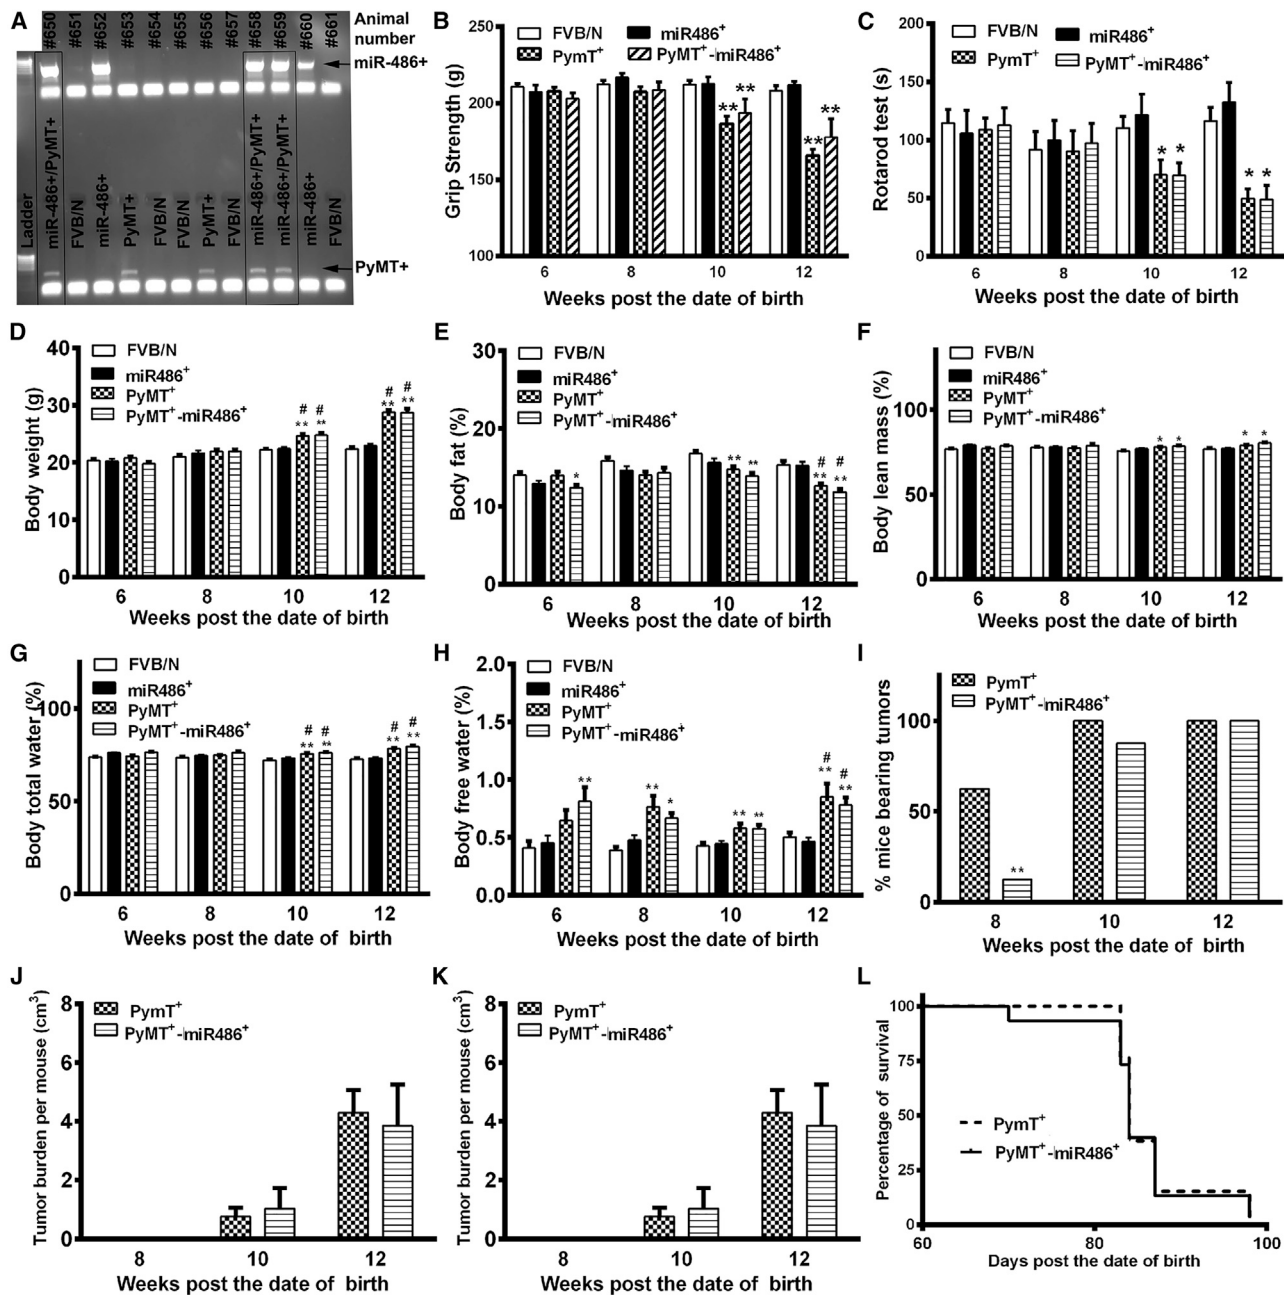 A
#650
#651
#652
#653
#654
#655
#656
#657
#658
#659
#660
#661
Animal
number
miR-486+
Ladder
miR-486+/PyMT+
FVB/N
miR-486+
PyMT+
FVB/N
FVB/N
PyMT+
FVB/N
miR-486+/PyMT+
miR-486+/PyMT+
miR-486+
FVB/N
PyMT+
B
FVB/N
miR486+
PymT+
PyMT+-miR486+
Grip Strength (g)
250
200
150
100
** **
** **
6 8 10 12
Weeks post the date of birth
C
FVB/N
miR486+
PymT+
PyMT+-miR486+
Rotarod test (s)
200
150
100
50
0
* *
* *
6 8 10 12
Weeks post the date of birth
D
FVB/N
miR486+
PyMT+
PyMT+-miR486+
Body weight (g)
40
30
20
10
0
# #
** **
# #
** **
6 8 10 12
Weeks post the date of birth
E
FVB/N
miR486+
PyMT+
PyMT+-miR486+
Body fat (%)
30
20
10
0
*
** **
# #
** **
6 8 10 12
Weeks post the date of birth
F
FVB/N
miR486+
PyMT+
PyMT+-miR486+
Body lean mass (%)
100
50
0
* *
* *
6 8 10 12
Weeks post the date of birth
G
FVB/N
miR486+
PyMT+
PyMT+-miR486+
Body total water (%)
100
50
0
# #
** **
# #
** **
6 8 10 12
Weeks post the date of birth
H
FVB/N
miR486+
PyMT+
PyMT+-miR486+
Body free water (%)
2.0
1.5
1.0
0.5
0.0
**
** *
** **
# #
** **
6 8 10 12
Weeks post the date of birth
I
PymT+
PyMT+-miR486+
% mice bearing tumors
100
50
0
**
8 10 12
Weeks post the date of birth
J
PymT+
PyMT+-miR486+
Tumor burden per mouse (cm3)
8
6
4
2
0
8 10 12
Weeks post the date of birth
K
PymT+
PyMT+-miR486+
Tumor burden per mouse (cm3)
8
6
4
2
0
8 10 12
Weeks post the date of birth
L
Percentage of survival
100
75
50
25
0
PymT+
PyMT+-miR486+
60 80 100
Days post the date of birth